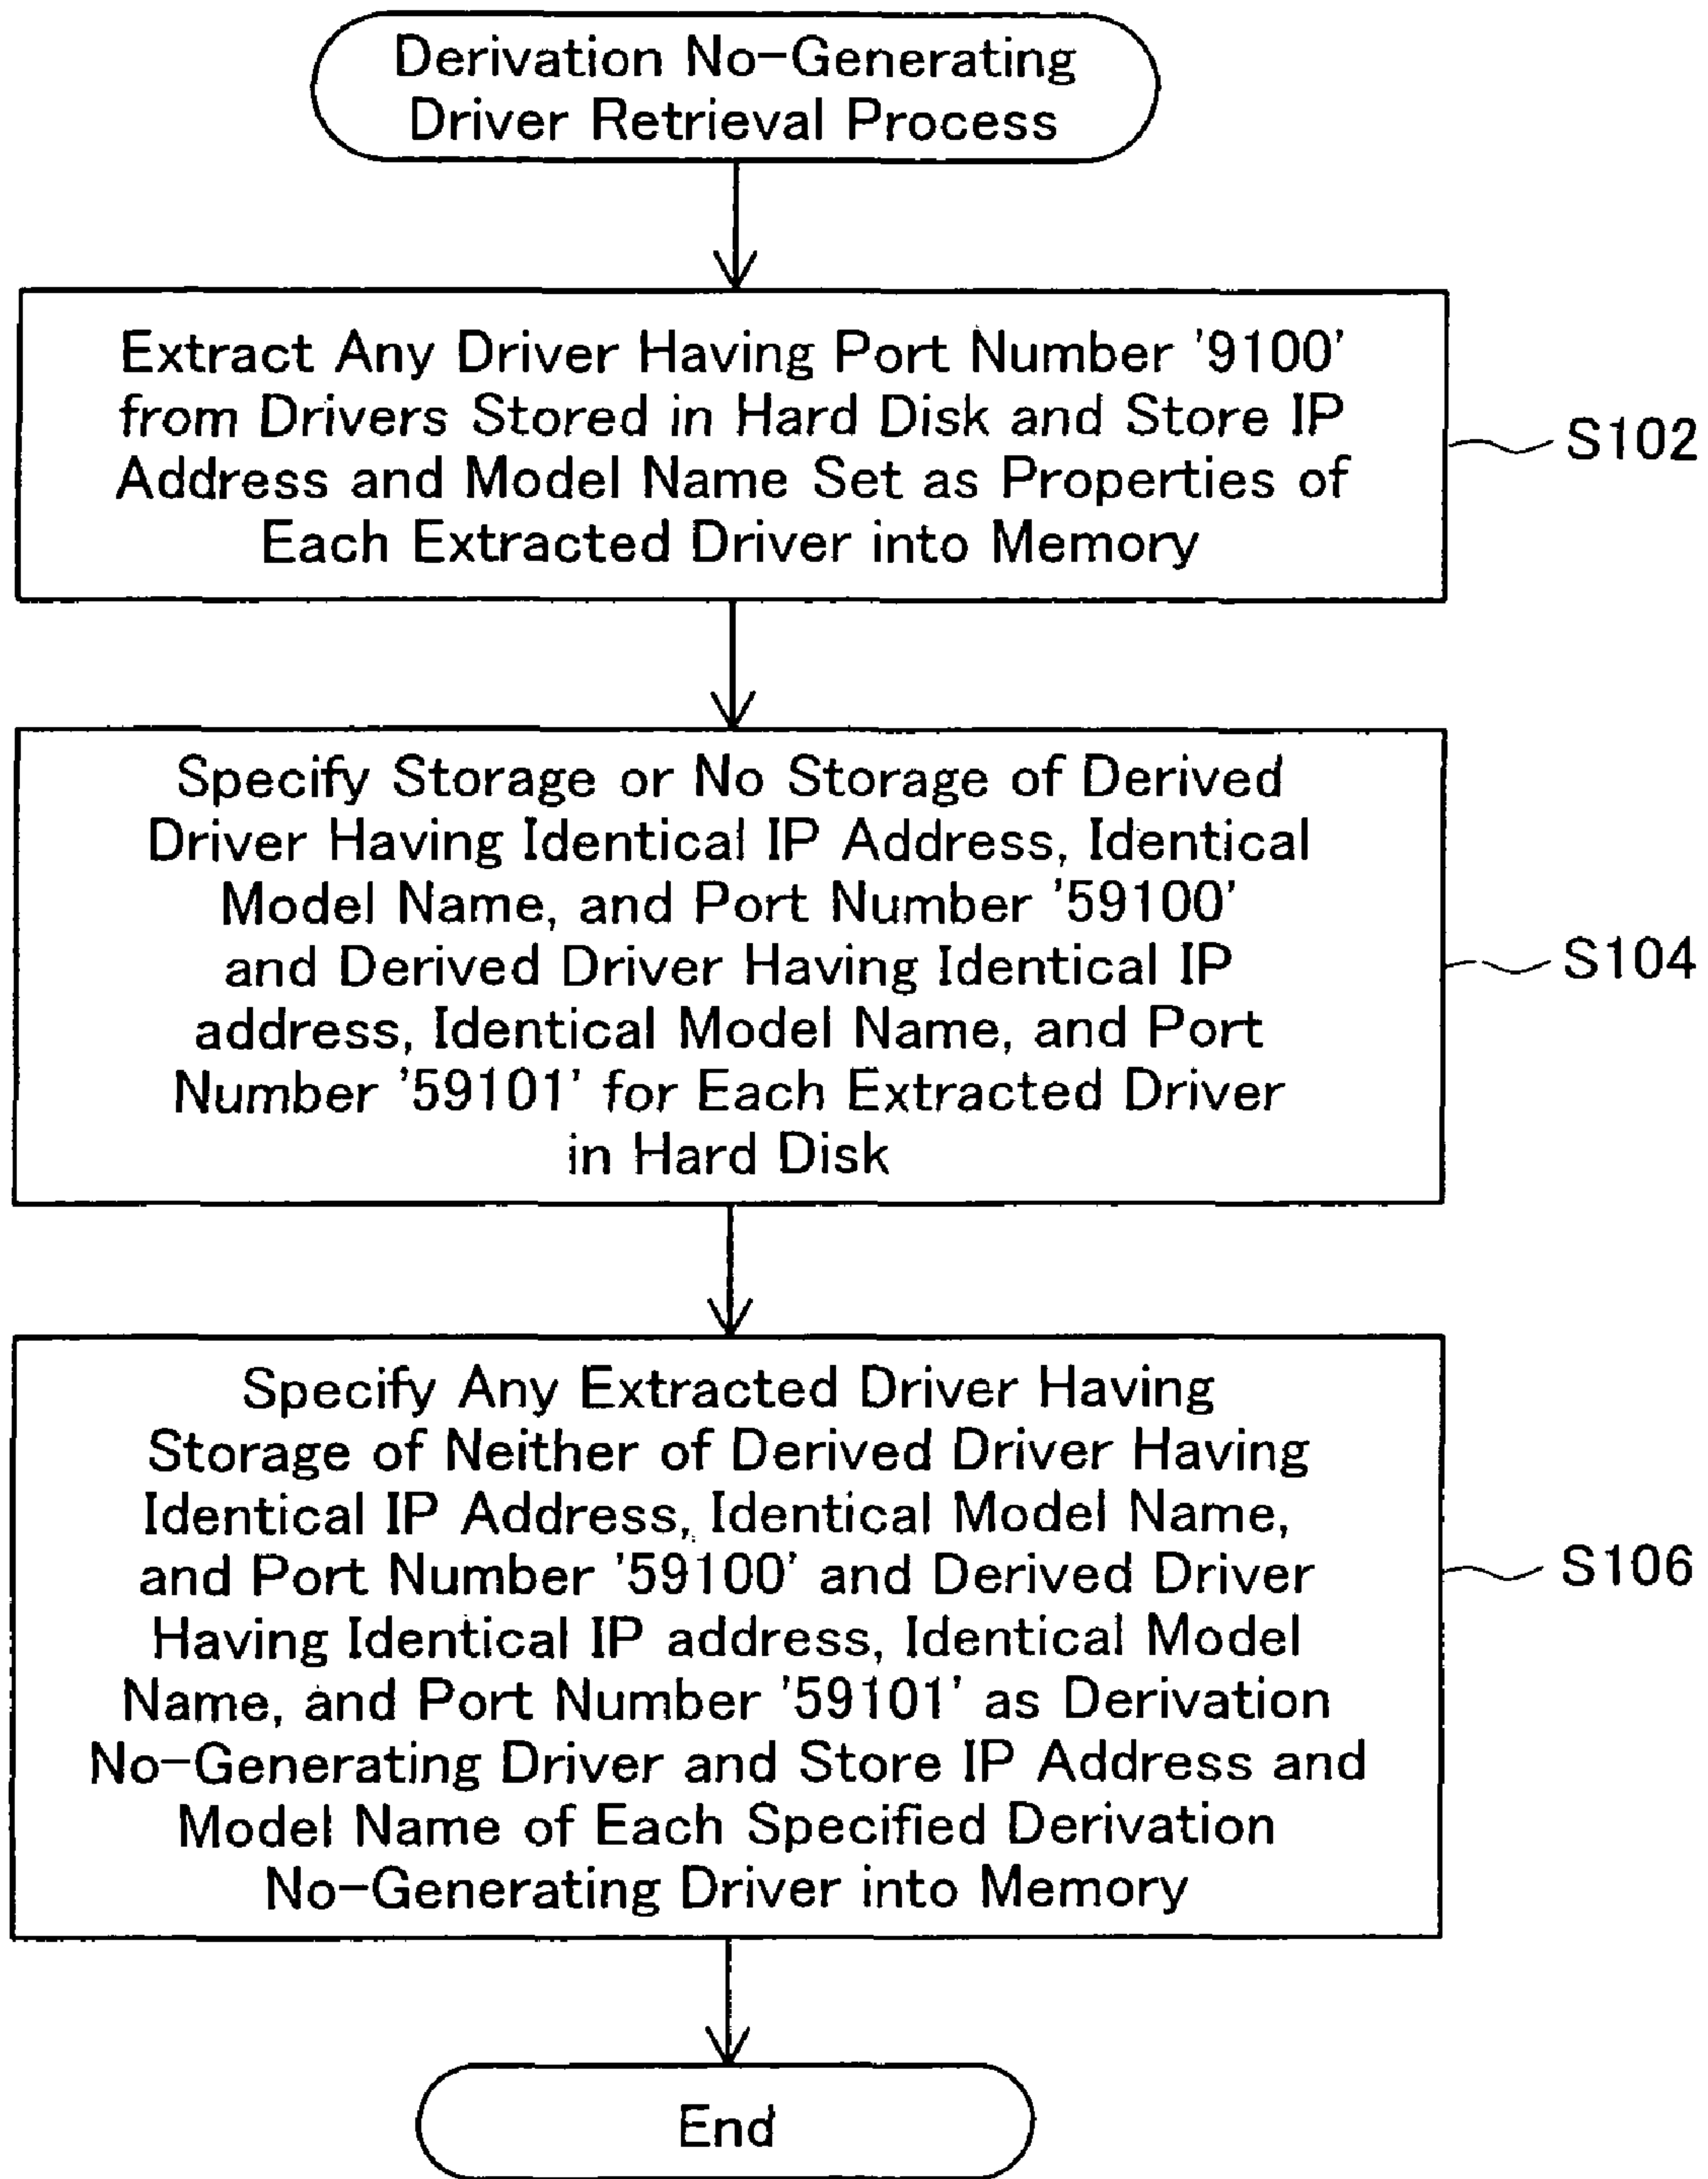 Derivation No-Generating
Driver Retrieval Process
Extract Any Driver Having Port Number '9100'
from Drivers Stored in Hard Disk and Store IP
Address and Model Name Set as Properties of
Each Extracted Driver into Memory
S102
Specify Storage or No Storage of Derived
Driver Having Identical IP Address, Identical
Model Name, and Port Number '59100'
and Derived Driver Having Identical IP
address, Identical Model Name, and Port
Number '59101' for Each Extracted Driver
in Hard Disk
S104
Specify Any Extracted Driver Having
Storage of Neither of Derived Driver Having
Identical IP Address, Identical Model Name,
and Port Number '59100' and Derived Driver
Having Identical IP address, Identical Model
Name, and Port Number '59101' as Derivation
No-Generating Driver and Store IP Address and
Model Name of Each Specified Derivation
No-Generating Driver into Memory
S106
End